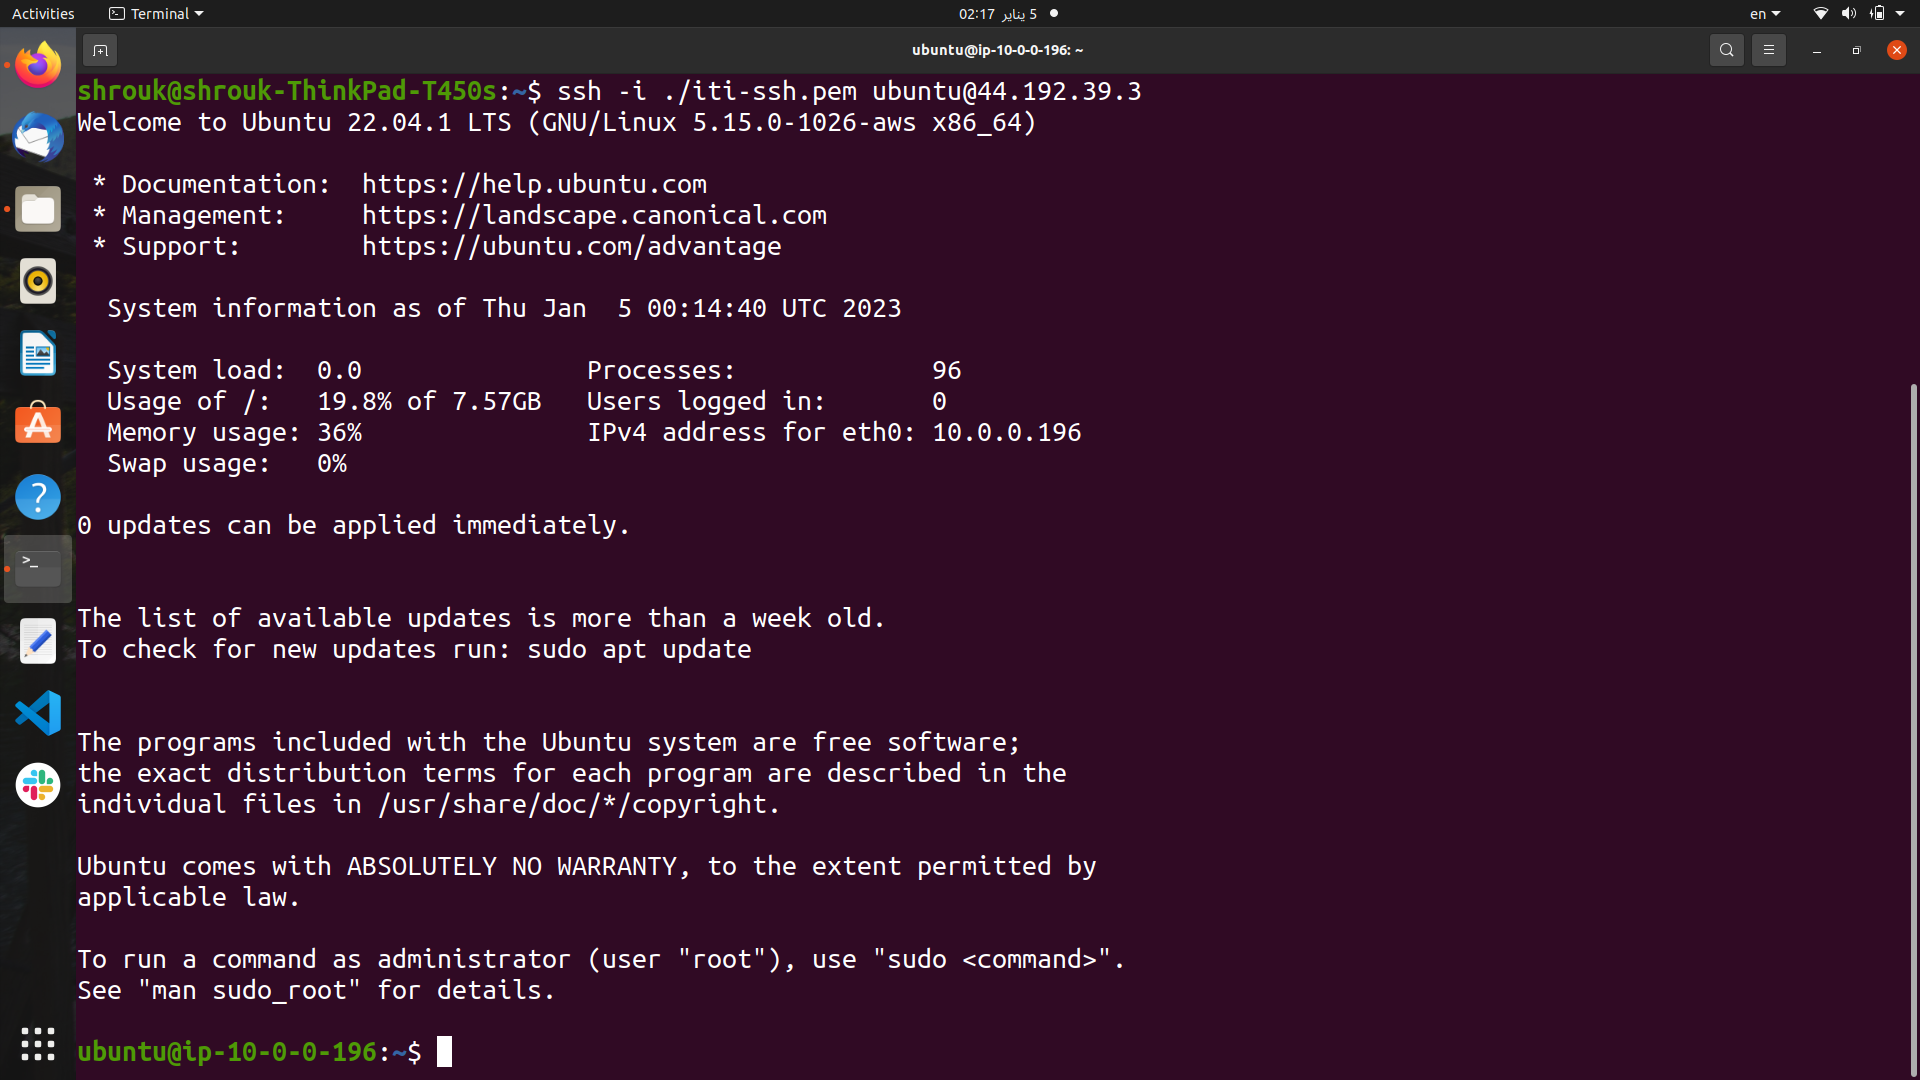 Activities Terminal 02:17 5 يناير en
ubuntu@ip-10-0-0-196: ~
shrouk@shrouk-ThinkPad-T450s:~$ ssh -i ./iti-ssh.pem ubuntu@44.192.39.3
Welcome to Ubuntu 22.04.1 LTS (GNU/Linux 5.15.0-1026-aws x86_64)
* Documentation:  https://help.ubuntu.com
* Management:     https://landscape.canonical.com
* Support:        https://ubuntu.com/advantage
System information as of Thu Jan  5 00:14:40 UTC 2023
System load:  0.0               Processes:             96
Usage of /:   19.8% of 7.57GB   Users logged in:       0
Memory usage: 36%               IPv4 address for eth0: 10.0.0.196
Swap usage:   0%
0 updates can be applied immediately.
The list of available updates is more than a week old.
To check for new updates run: sudo apt update
The programs included with the Ubuntu system are free software;
the exact distribution terms for each program are described in the
individual files in /usr/share/doc/*/copyright.
Ubuntu comes with ABSOLUTELY NO WARRANTY, to the extent permitted by
applicable law.
To run a command as administrator (user "root"), use "sudo <command>".
See "man sudo_root" for details.
ubuntu@ip-10-0-0-196:~$